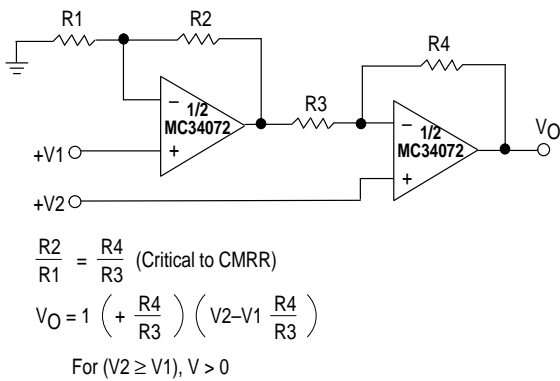 R1
R2
R4
R3
–
1/2
MC34072
+
–
1/2
MC34072
+
VO
+V1
+V2
R2/R1 = R4/R3 (Critical to CMRR)
VO = 1 ( + R4/R3 ) ( V2–V1 R4/R3 )
For (V2 ≥ V1), V > 0